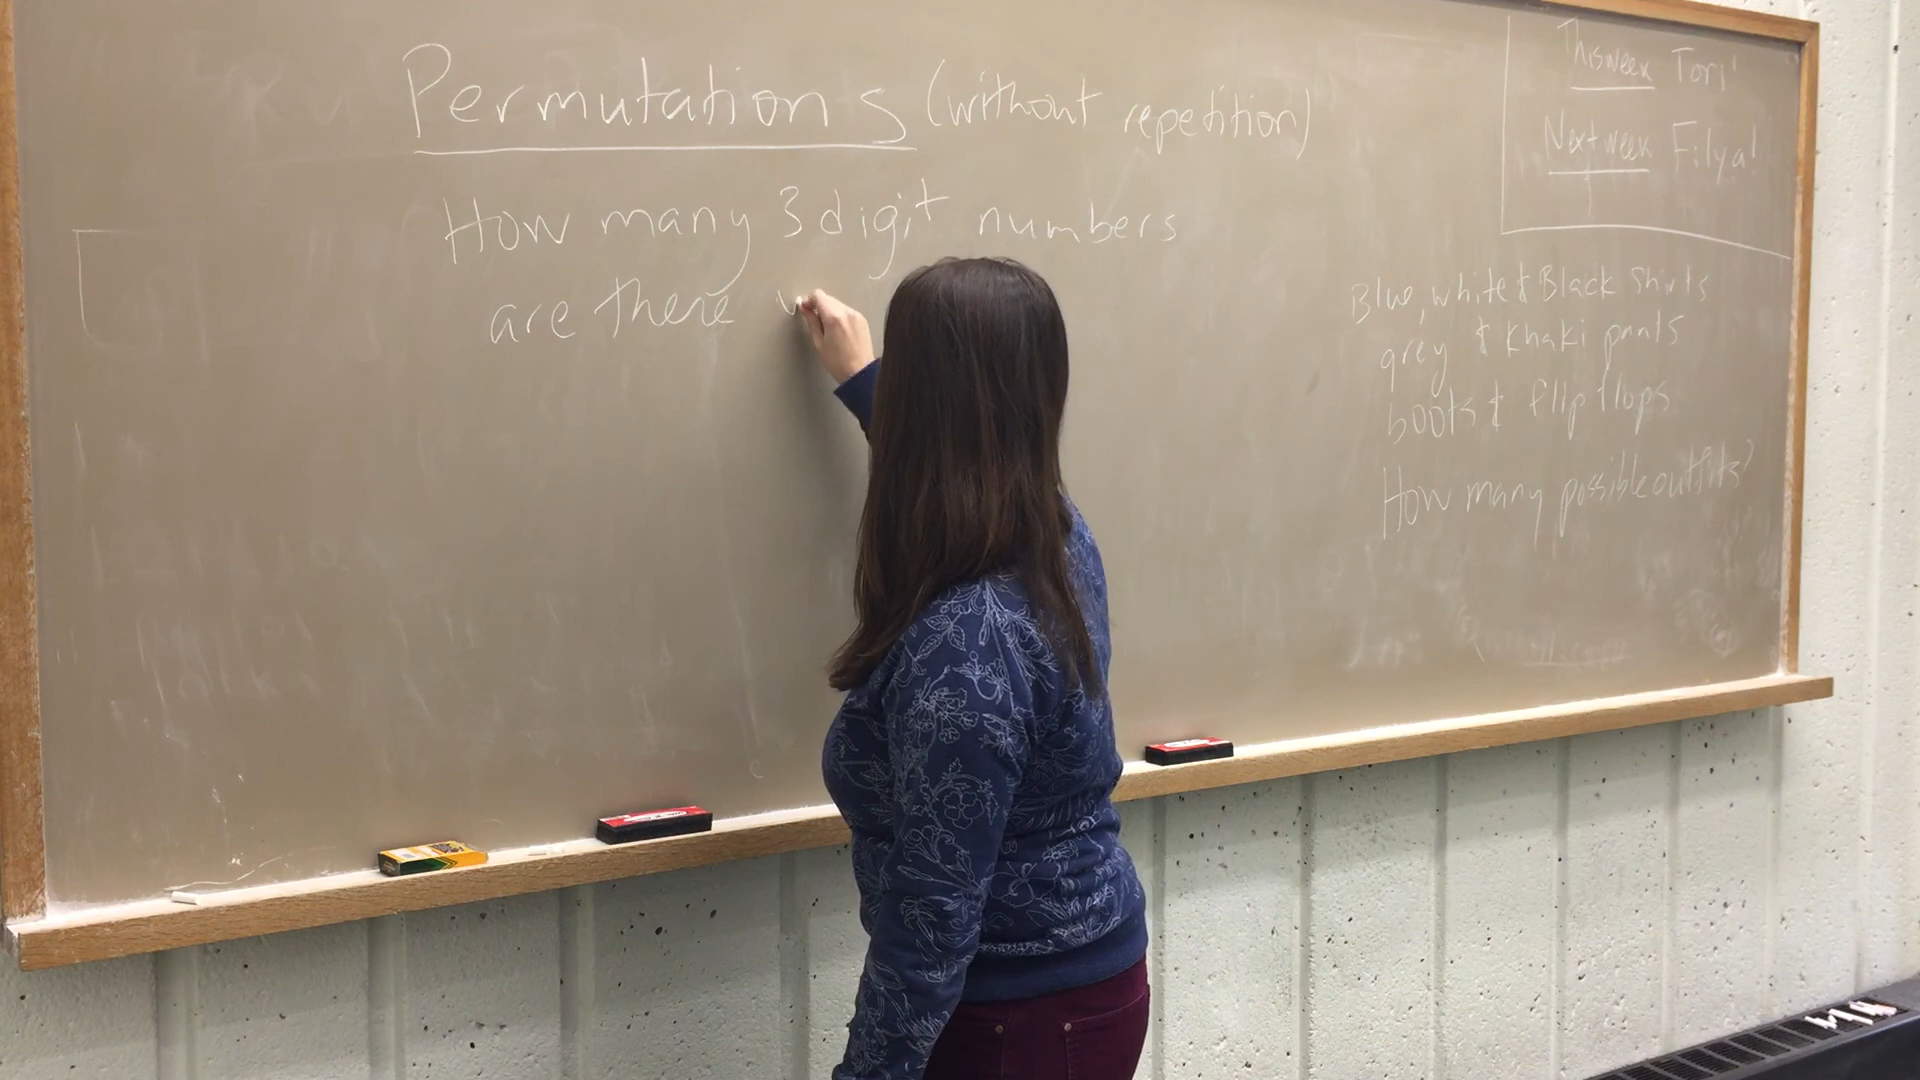 Permutations (without repetition)
How many 3 digit numbers
are there w
This week Tori
Next week Filya!
Blue, white & Black Shirts
grey & khaki pants
boots & flip flops
How many possible outfits?